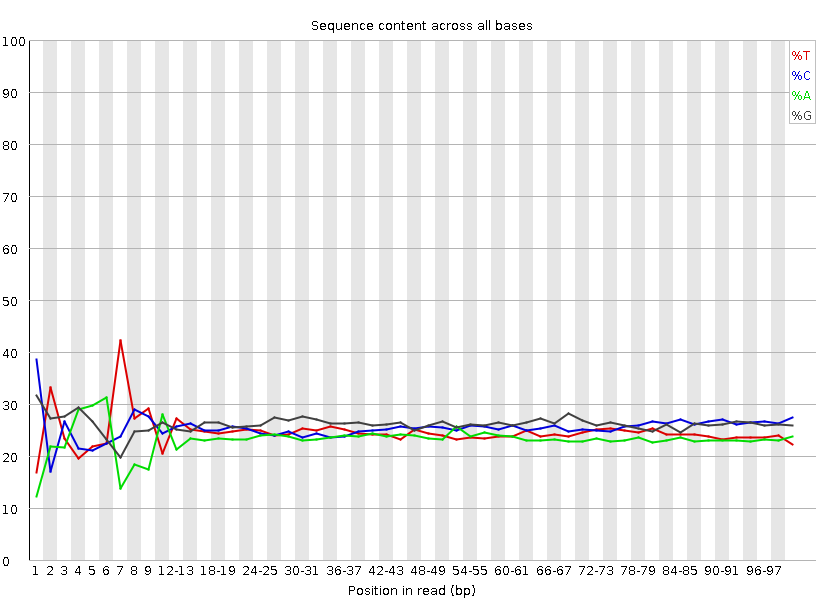 Sequence content across all bases
100
90
80
70
60
50
40
30
20
10
0
%T
%C
%A
%G
1 2 3 4 5 6 7 8 9 12-13 18-19 24-25 30-31 36-37 42-43 48-49 54-55 60-61 66-67 72-73 78-79 84-85 90-91 96-97
Position in read (bp)